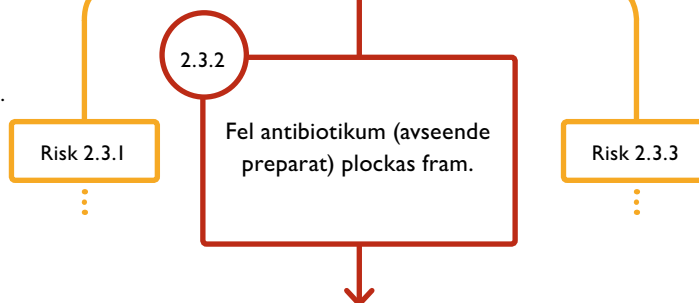 2.3.2
.
Risk 2.3.1
Fel antibiotikum (avseende
preparat) plockas fram.
Risk 2.3.3